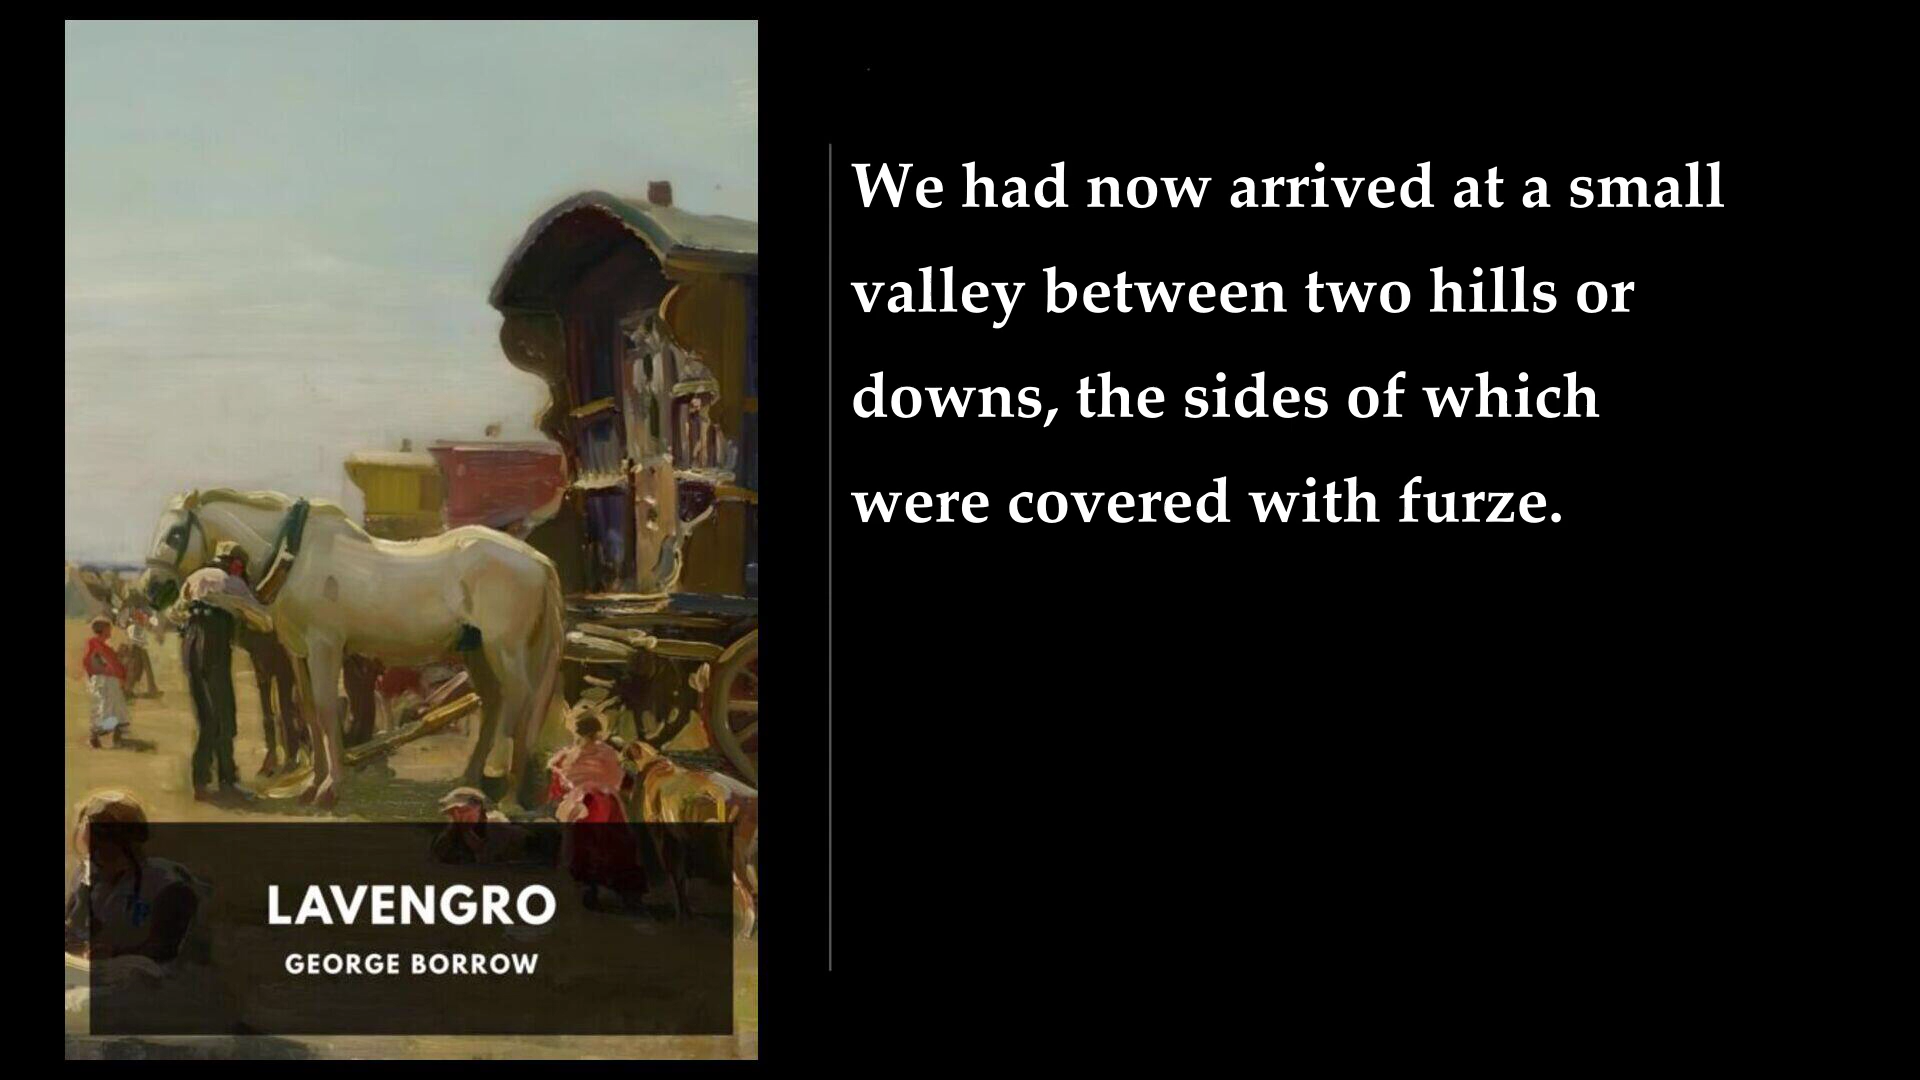 We had now arrived at a small
valley between two hills or
downs, the sides of which
were covered with furze.
LAVENGRO
GEORGE BORROW